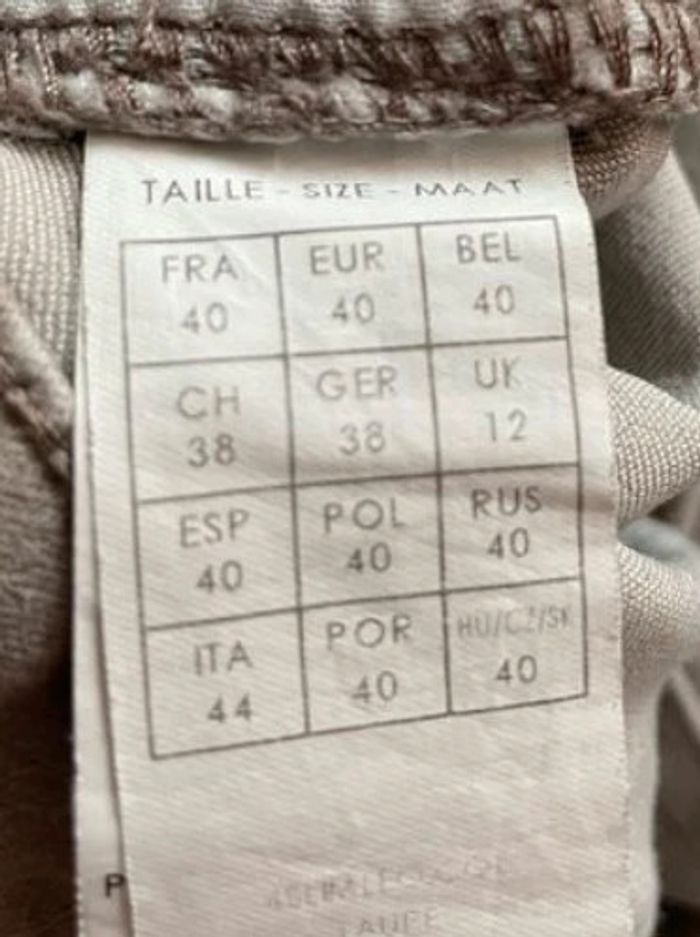 TAILLE - SIZE - MAAT
FRA EUR BEL
40 40 40
CH GER UK
38 38 12
ESP POL RUS
40 40 40
ITA POR HU/CZ/SK
44 40 40
P
TAUPE